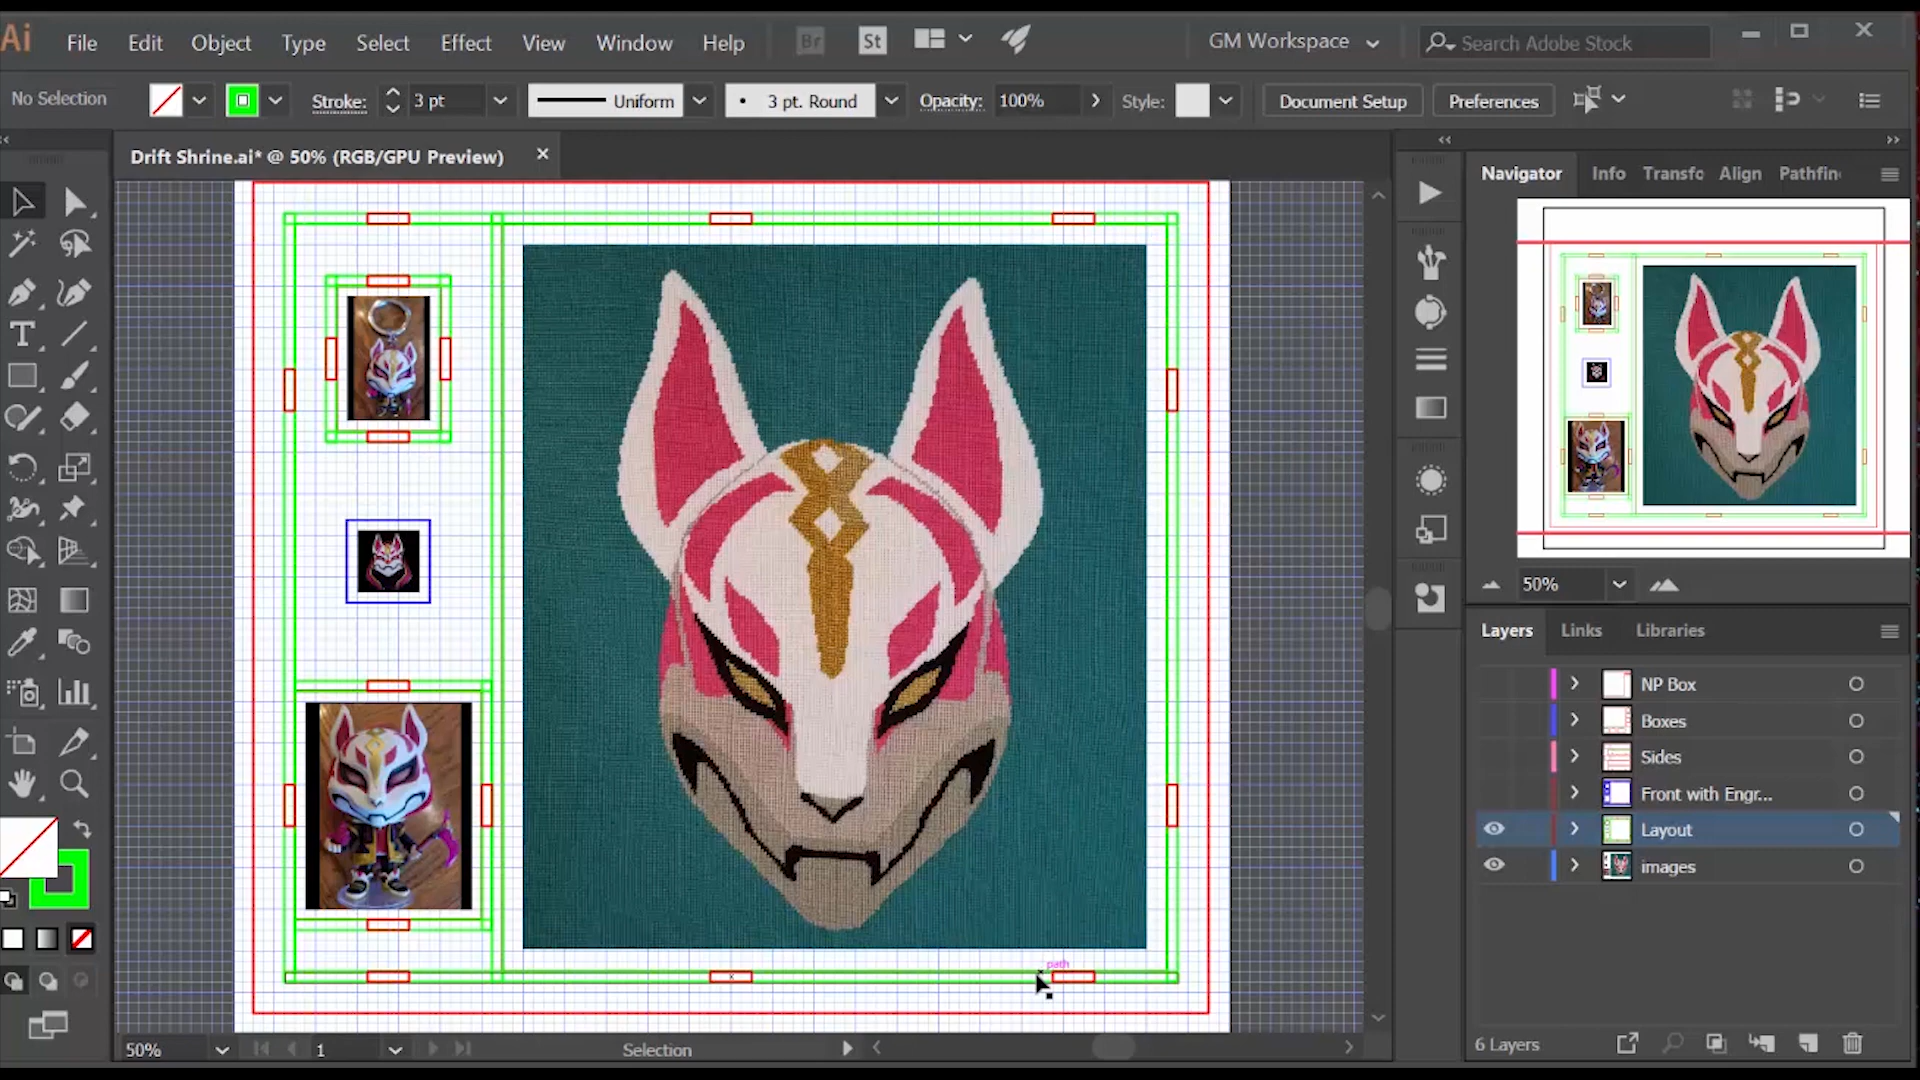 Ai File Edit Object Type Select Effect View Window Help Br St GM Workspace Search Adobe Stock
No Selection Stroke: 3 pt Uniform 3 pt. Round Opacity: 100% Style: Document Setup Preferences
Drift Shrine.ai* @ 50% (RGB/GPU Preview)
Navigator Info Transfo Align Pathfin
50%
Layers Links Libraries
NP Box
Boxes
Sides
Front with Engr...
Layout
images
path
50% 1 Selection
6 Layers